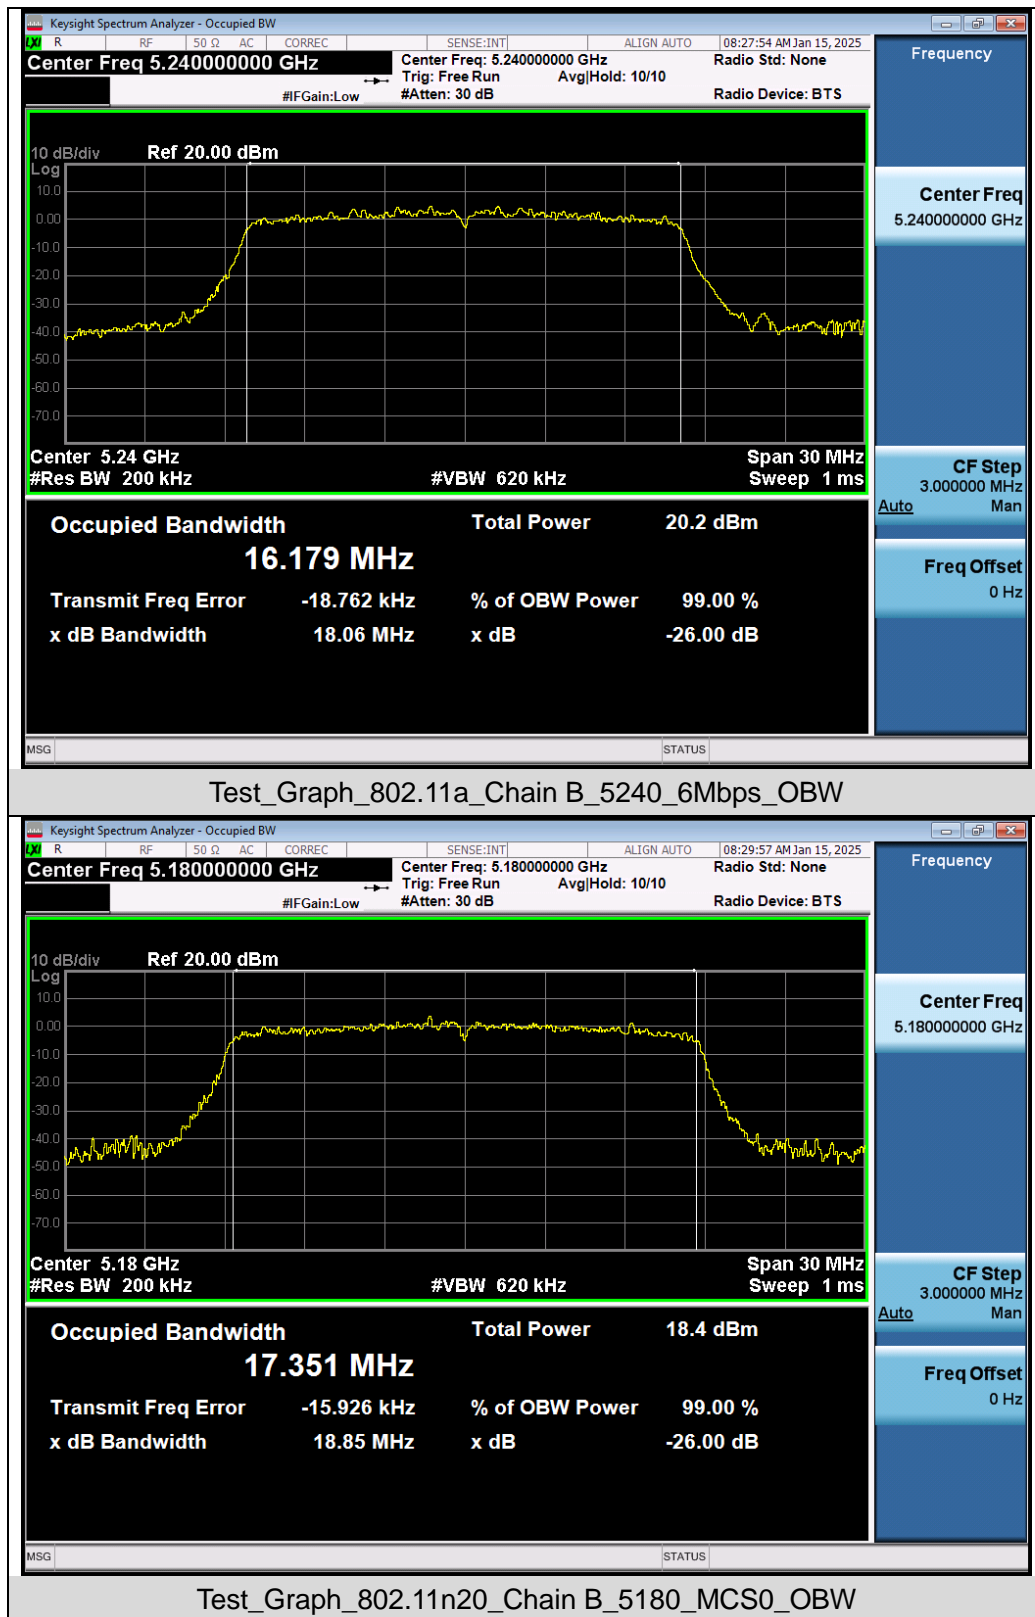 Keysight Spectrum Analyzer - Occupied BW
LXI R RF 50 Ω AC CORREC SENSE:INT ALIGN AUTO 08:27:54 AM Jan 15, 2025
Center Freq 5.240000000 GHz Center Freq: 5.240000000 GHz Radio Std: None
Trig: Free Run Avg|Hold: 10/10
#IFGain:Low #Atten: 30 dB Radio Device: BTS
10 dB/div Ref 20.00 dBm
Log
10.0
0.00
-10.0
-20.0
-30.0
-40.0
-50.0
-60.0
-70.0
Center 5.24 GHz Span 30 MHz
#Res BW 200 kHz #VBW 620 kHz Sweep 1 ms
Occupied Bandwidth Total Power 20.2 dBm
16.179 MHz
Transmit Freq Error -18.762 kHz % of OBW Power 99.00 %
x dB Bandwidth 18.06 MHz x dB -26.00 dB
MSG STATUS
Frequency
Center Freq
5.240000000 GHz
CF Step
3.000000 MHz
Auto Man
Freq Offset
0 Hz
Test_Graph_802.11a_Chain B_5240_6Mbps_OBW
Keysight Spectrum Analyzer - Occupied BW
LXI R RF 50 Ω AC CORREC SENSE:INT ALIGN AUTO 08:29:57 AM Jan 15, 2025
Center Freq 5.180000000 GHz Center Freq: 5.180000000 GHz Radio Std: None
Trig: Free Run Avg|Hold: 10/10
#IFGain:Low #Atten: 30 dB Radio Device: BTS
10 dB/div Ref 20.00 dBm
Log
10.0
0.00
-10.0
-20.0
-30.0
-40.0
-50.0
-60.0
-70.0
Center 5.18 GHz Span 30 MHz
#Res BW 200 kHz #VBW 620 kHz Sweep 1 ms
Occupied Bandwidth Total Power 18.4 dBm
17.351 MHz
Transmit Freq Error -15.926 kHz % of OBW Power 99.00 %
x dB Bandwidth 18.85 MHz x dB -26.00 dB
MSG STATUS
Frequency
Center Freq
5.180000000 GHz
CF Step
3.000000 MHz
Auto Man
Freq Offset
0 Hz
Test_Graph_802.11n20_Chain B_5180_MCS0_OBW